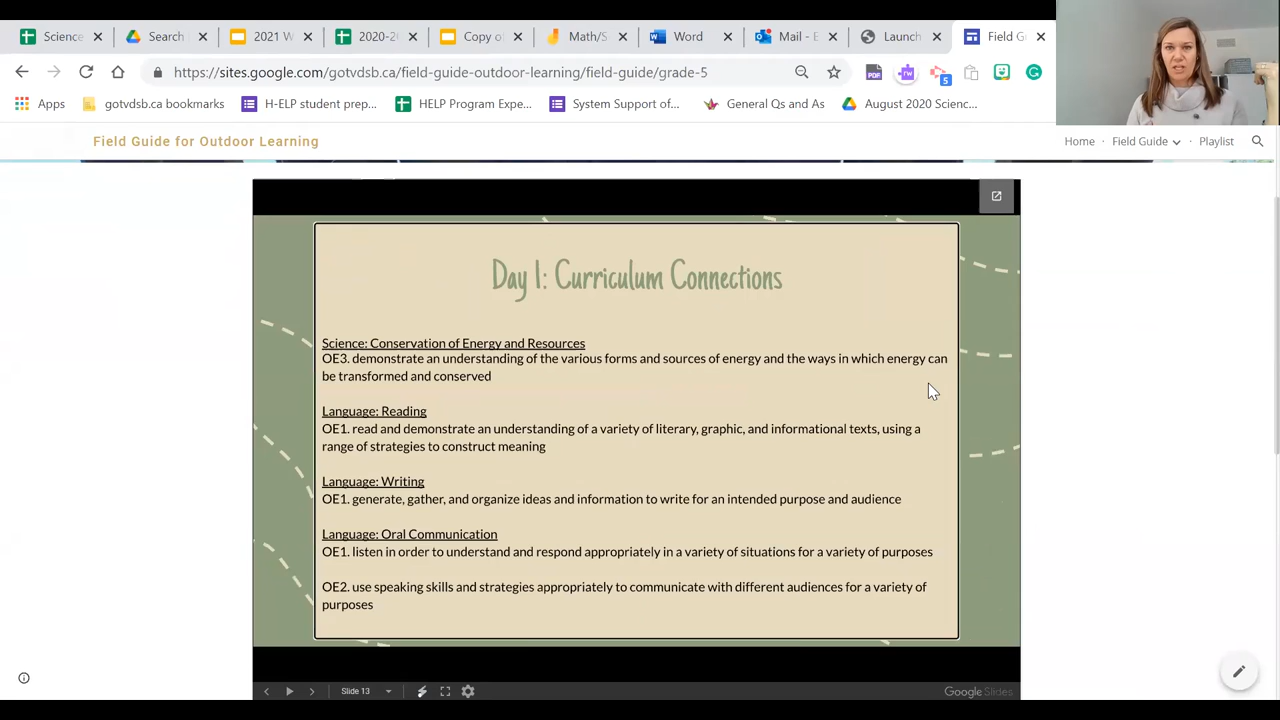 Science
Search
2021 W
2020-2
Copy o
Math/S
Word
Mail - E
Launch
Field G
https://sites.google.com/gotvdsb.ca/field-guide-outdoor-learning/field-guide/grade-5
PDF
rw
5
Apps
gotvdsb.ca bookmarks
H-ELP student prep...
HELP Program Expe...
System Support of...
General Qs and As
August 2020 Scienc...
Field Guide for Outdoor Learning
Home
Field Guide
Playlist
Day 1: Curriculum Connections
Science: Conservation of Energy and Resources
OE3. demonstrate an understanding of the various forms and sources of energy and the ways in which energy can
be transformed and conserved
Language: Reading
OE1. read and demonstrate an understanding of a variety of literary, graphic, and informational texts, using a
range of strategies to construct meaning
Language: Writing
OE1. generate, gather, and organize ideas and information to write for an intended purpose and audience
Language: Oral Communication
OE1. listen in order to understand and respond appropriately in a variety of situations for a variety of purposes
OE2. use speaking skills and strategies appropriately to communicate with different audiences for a variety of
purposes
Slide 13
Google Slides